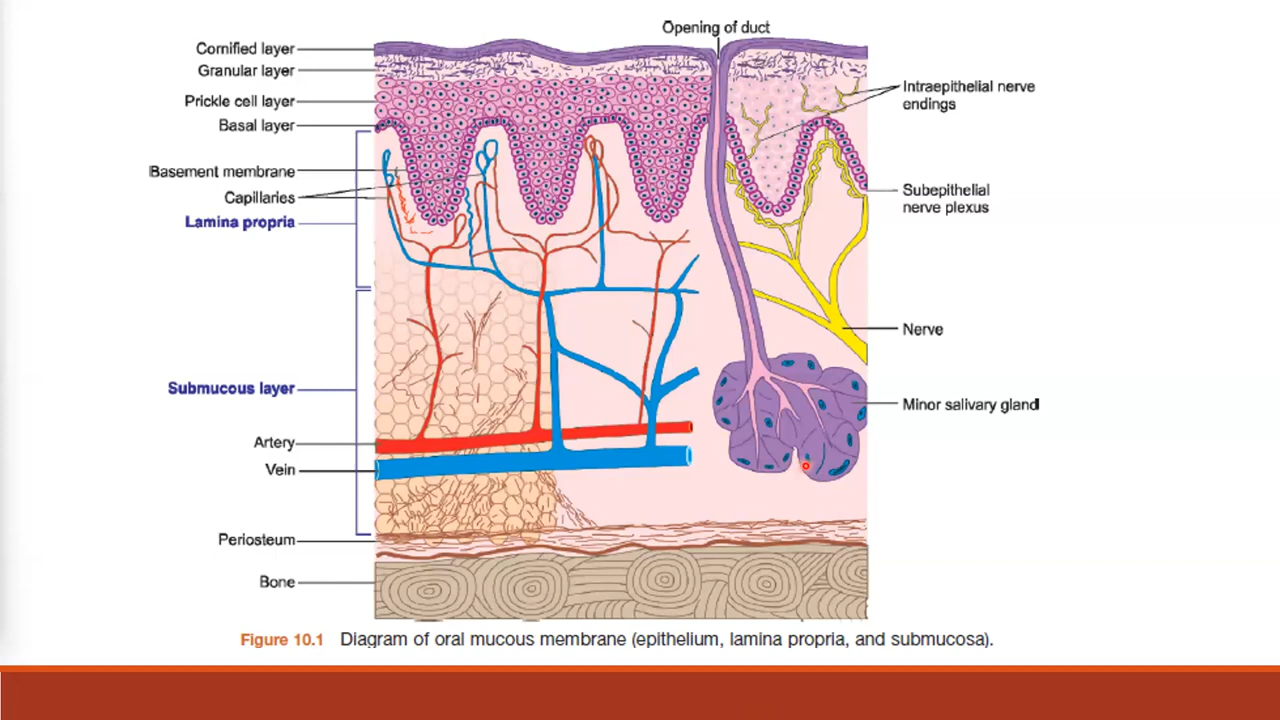 Opening of duct
Cornified layer
Granular layer
Prickle cell layer
Basal layer
Basement membrane
Capillaries
Lamina propria
Submucous layer
Artery
Vein
Periosteum
Bone
Intraepithelial nerve
endings
Subepithelial
nerve plexus
Nerve
Minor salivary gland
Figure 10.1 Diagram of oral mucous membrane (epithelium, lamina propria, and submucosa).